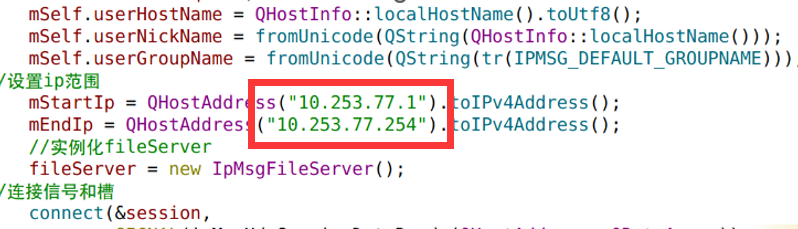 mSelf.userHostName = QHostInfo::localHostName().toUtf8();
mSelf.userNickName = fromUnicode(QString(QHostInfo::localHostName()));
mSelf.userGroupName = fromUnicode(QString(tr(IPMSG_DEFAULT_GROUPNAME)));
/设置ip范围
mStartIp = QHostAddress("10.253.77.1").toIPv4Address();
mEndIp = QHostAddress("10.253.77.254").toIPv4Address();
//实例化fileServer
fileServer = new IpMsgFileServer();
/连接信号和槽
connect(&session,